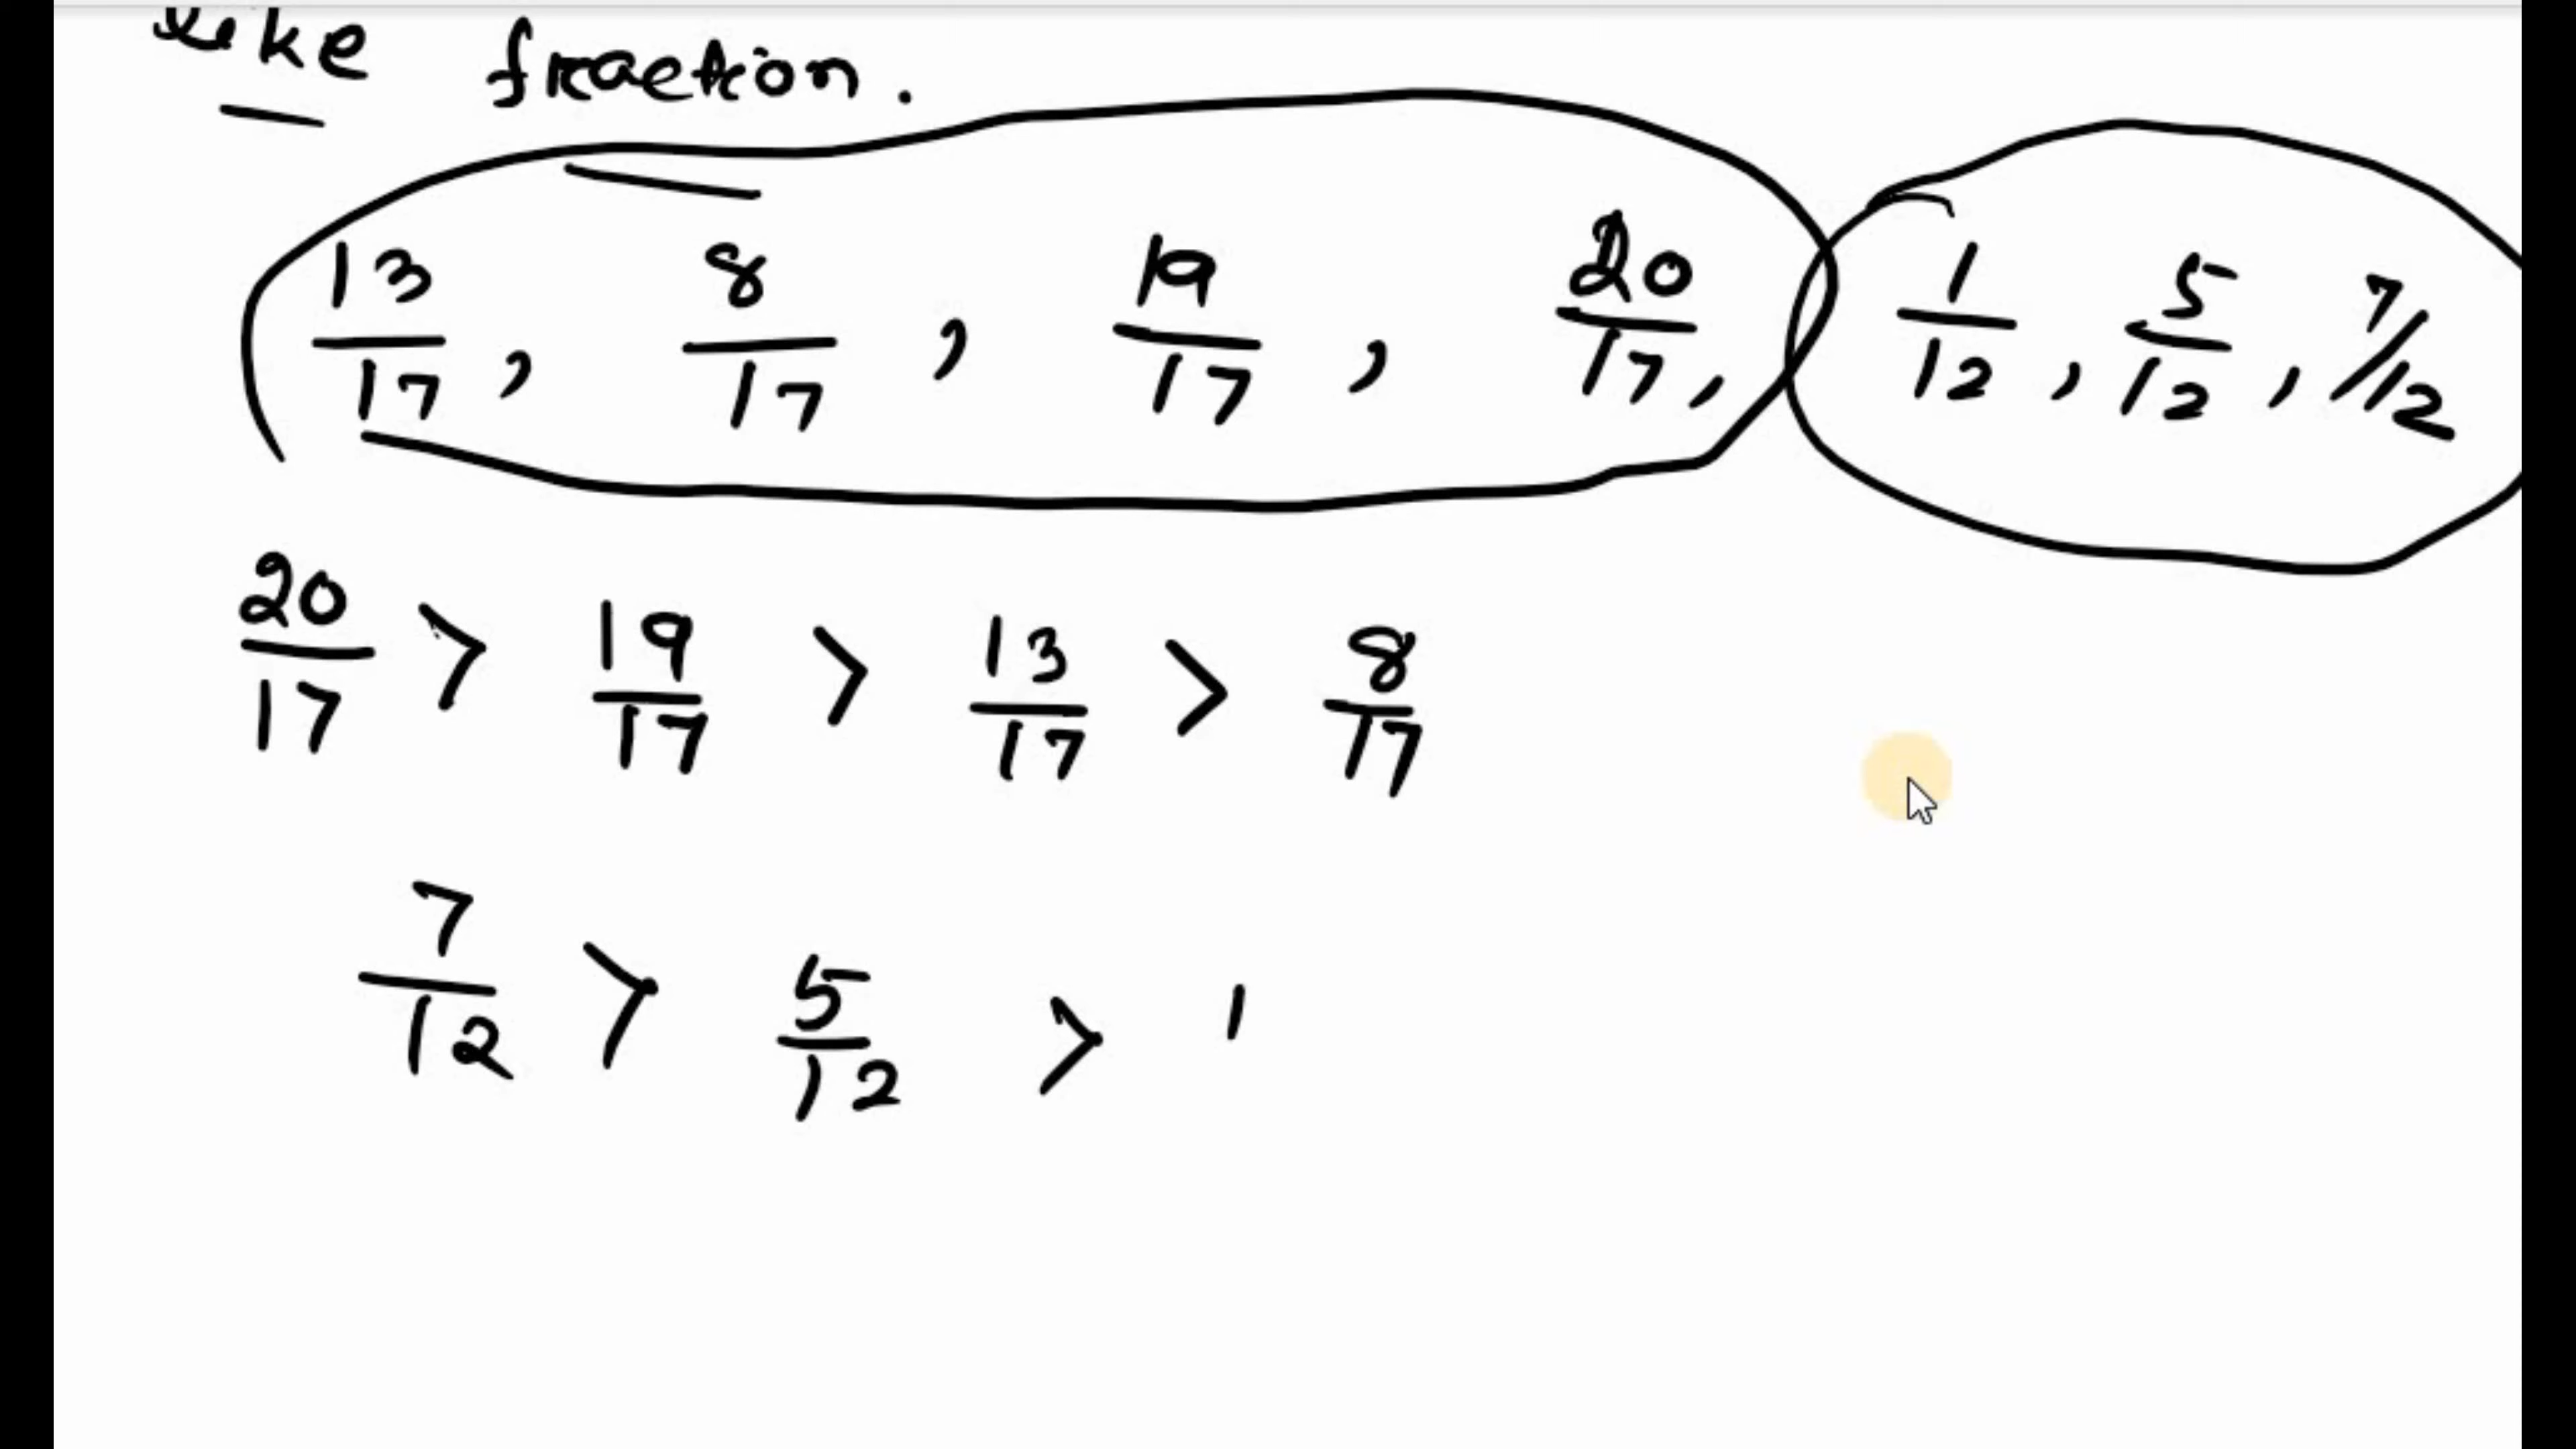 like fraction.
13/17, 8/17, 19/17, 20/17, 1/12, 5/12, 7/12
20/17 > 19/17 > 13/17 > 8/17
7/12 > 5/12 > 1